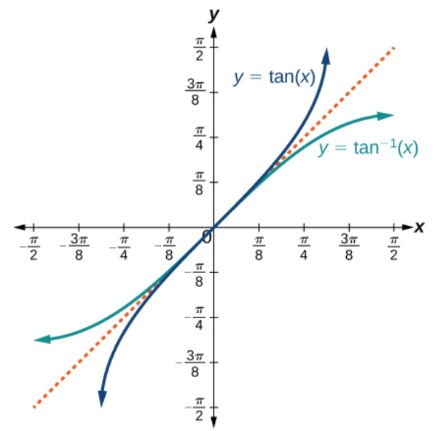 y
π/2
y = tan(x)
3π/8
π/4
y = tan⁻¹(x)
π/8
x
0
-π/2 -3π/8 -π/4 -π/8 π/8 π/4 3π/8 π/2
-π/8
-π/4
-3π/8
-π/2